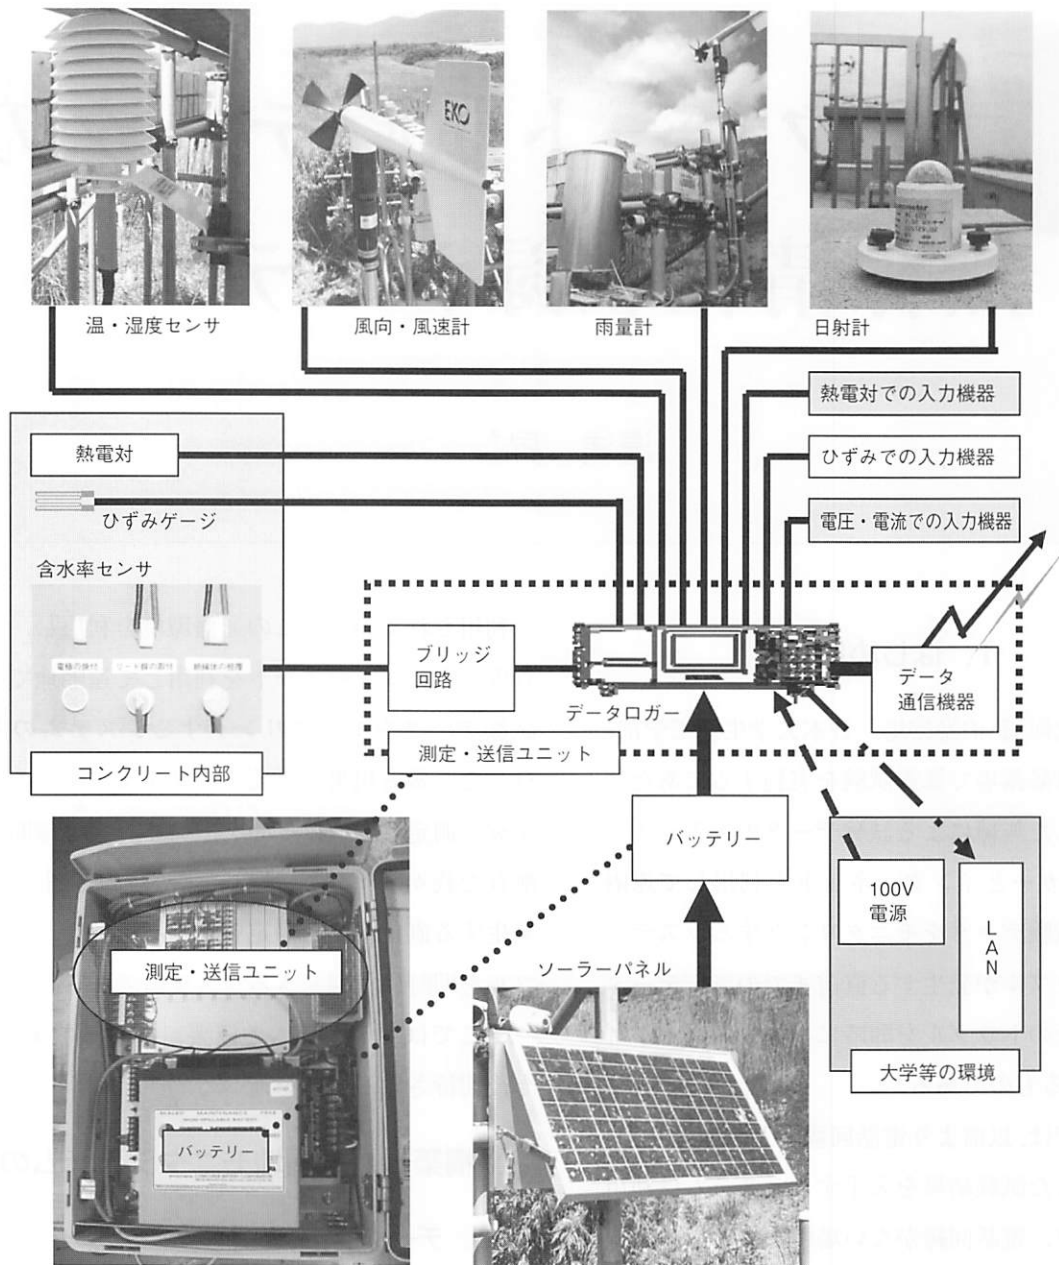 EKO
温・湿度センサ
風向・風速計
雨量計
日射計
熱電対での入力機器
熱電対
ひずみでの入力機器
ひずみゲージ
電圧・電流での入力機器
含水率センサ
ブリッジ
回路
データロガー
データ
通信機器
測定・送信ユニット
コンクリート内部
バッテリー
100V
電源
LAN
大学等の環境
測定・送信ユニット
ソーラーパネル
バッテリー